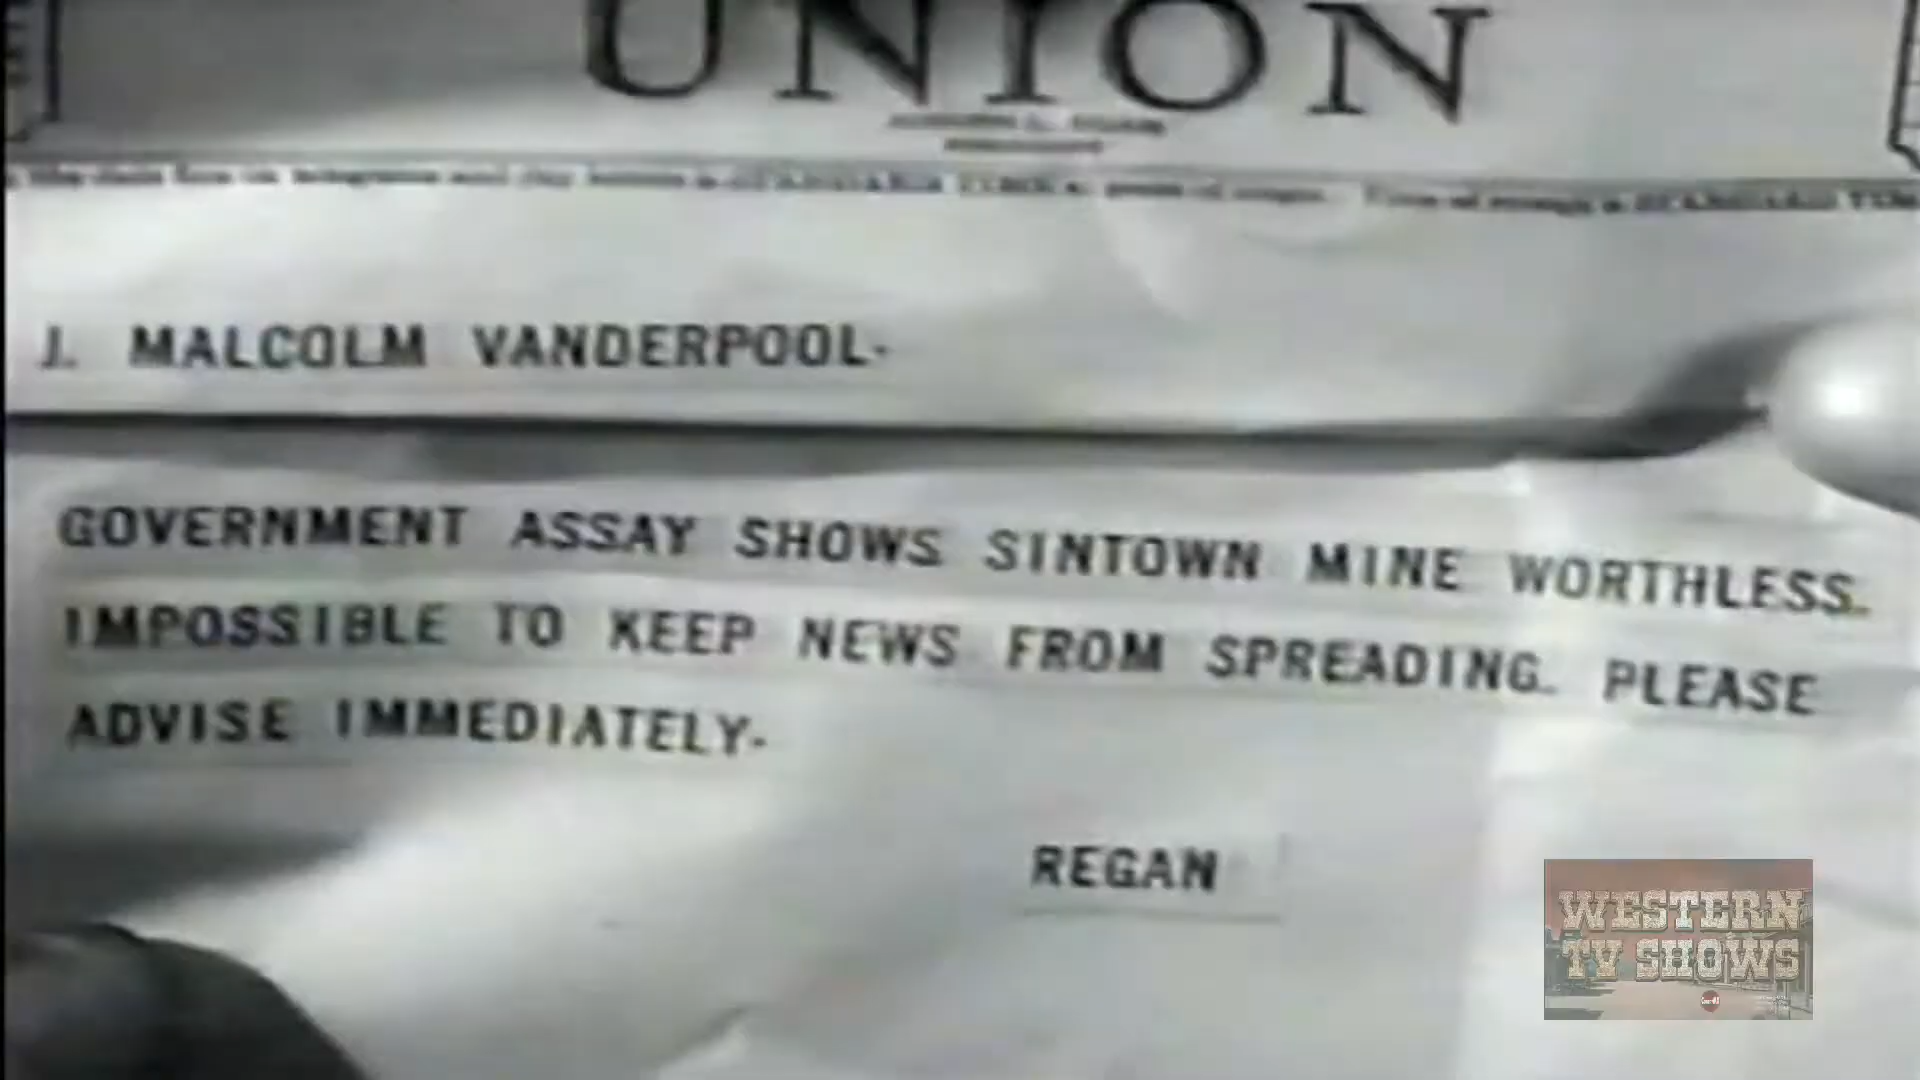 UNION
J. MALCOLM VANDERPOOL-
GOVERNMENT ASSAY SHOWS SINTOWN MINE WORTHLESS.
IMPOSSIBLE TO KEEP NEWS FROM SPREADING. PLEASE
ADVISE IMMEDIATELY-
REGAN
WESTERN
TV SHOWS